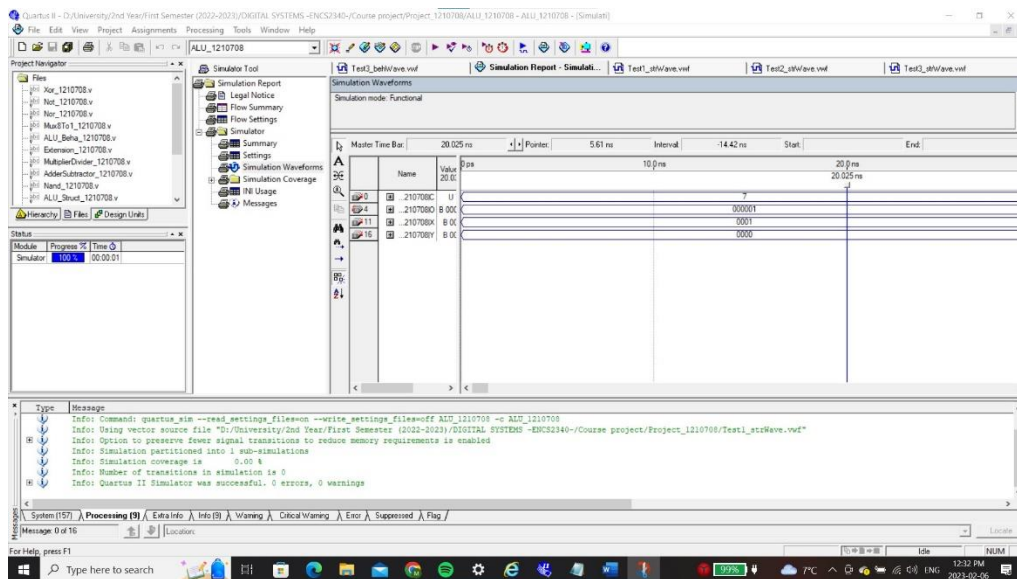 Quartus II - D:/University/2nd Year/First Semester (2022-2023)/DIGITAL SYSTEMS -ENCS2340-/Course project/Project_1210708/ALU_1210708 - ALU_1210708 - [Simulati]
File Edit View Project Assignments Processing Tools Window Help
ALU_1210708
Project Navigator
Files
Xor_1210708.v
Not_1210708.v
Nor_1210708.v
Mux8To1_1210708.v
ALU_Beha_1210708.v
Extension_1210708.v
MultiplierDivider_1210708.v
AdderSubtractor_1210708.v
Nand_1210708.v
ALU_Struct_1210708.v
Hierarchy Files Design Units
Status
Module Progress % Time
Simulator 100 % 00:00:01
Simulator Tool
Simulation Report
Legal Notice
Flow Summary
Flow Settings
Simulator
Summary
Settings
Simulation Waveforms
Simulation Coverage
INI Usage
Messages
Test3_behWave.vwf Simulation Report - Simulati... Test1_strWave.vwf Test2_strWave.vwf Test3_strWave.vwf
Simulation Waveforms
Simulation mode: Functional
Master Time Bar: 20.025 ns Pointer: 5.61 ns Interval: -14.42 ns Start: End:
Name Value 20.0 0 ps 10.0 ns 20.0 ns
20.025 ns
0 ...210708C U 7
4 ...210708O B 000 000001
11 ...210708X B 00 0001
16 ...210708Y B 00 0000
Type Message
Info: Command: quartus_sim --read_settings_files=on --write_settings_files=off ALU_1210708 -c ALU_1210708
Info: Using vector source file "D:/University/2nd Year/First Semester (2022-2023)/DIGITAL SYSTEMS -ENCS2340-/Course project/Project_1210708/Test1_strWave.vwf"
Info: Option to preserve fewer signal transitions to reduce memory requirements is enabled
Info: Simulation partitioned into 1 sub-simulations
Info: Simulation coverage is 0.00 %
Info: Number of transitions in simulation is 0
Info: Quartus II Simulator was successful. 0 errors, 0 warnings
System (157) Processing (9) Extra Info Info (9) Warning Critical Warning Error Suppressed Flag
Messages
Message: 0 of 16 Location: Locate
For Help, press F1 Idle NUM
Type here to search 99% 7°C ENG 12:32 PM
2023-02-06